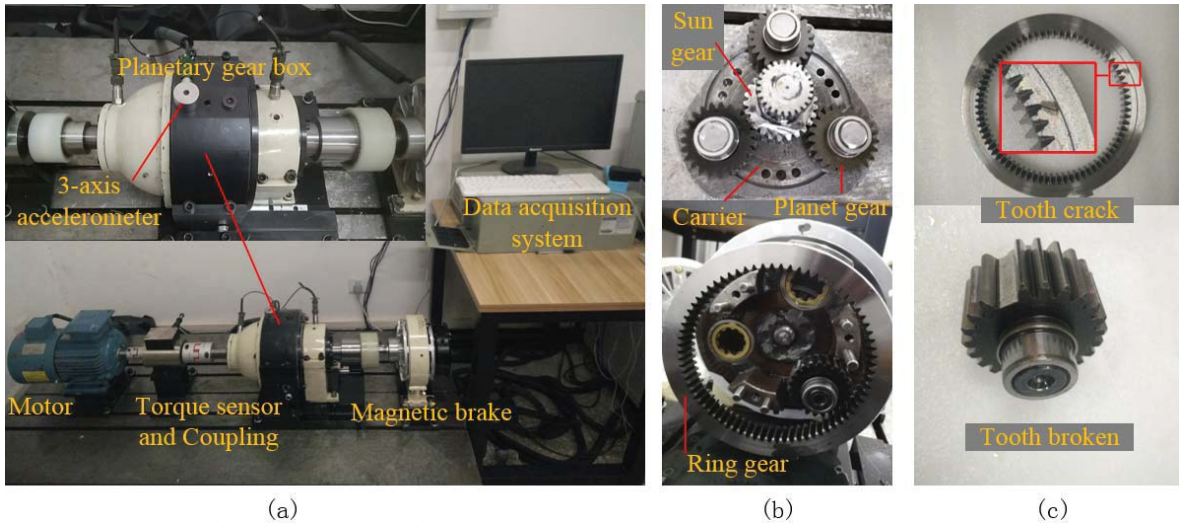 Planetary gear box
3-axis
accelerometer
Data acquisition
system
Motor
Torque sensor
and Coupling
Magnetic brake
Sun
gear
Carrier
Planet gear
Ring gear
Tooth crack
Tooth broken
(a)
(b)
(c)